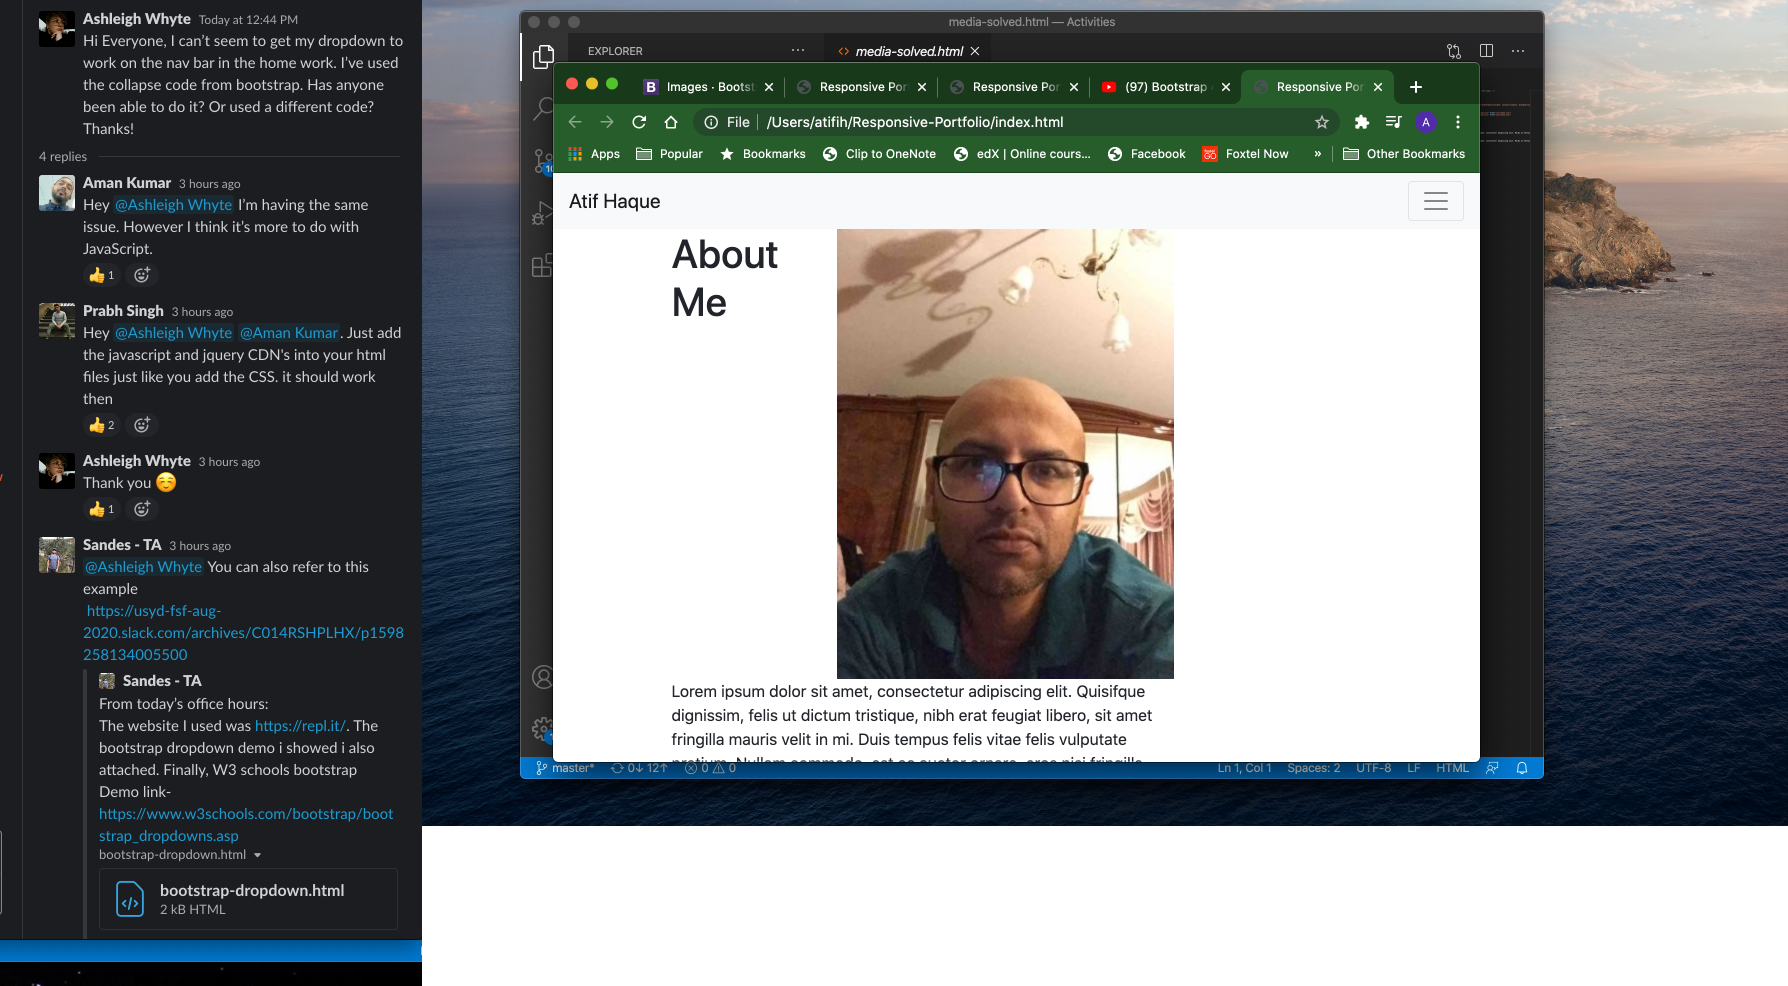 Ashleigh Whyte Today at 12:44 PM
Hi Everyone, I can't seem to get my dropdown to
work on the nav bar in the home work. I've used
the collapse code from bootstrap. Has anyone
been able to do it? Or used a different code?
Thanks!
4 replies
Aman Kumar 3 hours ago
Hey @Ashleigh Whyte I'm having the same
issue. However I think it's more to do with
JavaScript.
1
Prabh Singh 3 hours ago
Hey @Ashleigh Whyte @Aman Kumar. Just add
the javascript and jquery CDN's into your html
files just like you add the CSS. it should work
then
2
Ashleigh Whyte 3 hours ago
Thank you
1
Sandes - TA 3 hours ago
@Ashleigh Whyte You can also refer to this
example
https://usyd-fsf-aug-
2020.slack.com/archives/C014RSHPLHX/p1598
258134005500
Sandes - TA
From today's office hours:
The website I used was https://repl.it/. The
bootstrap dropdown demo i showed i also
attached. Finally, W3 schools bootstrap
Demo link-
https://www.w3schools.com/bootstrap/boot
strap_dropdowns.asp
bootstrap-dropdown.html
bootstrap-dropdown.html
2 kB HTML
media-solved.html — Activities
EXPLORER
media-solved.html
Images · Bootst
Responsive Por
Responsive Por
(97) Bootstrap
Responsive Por
File /Users/atifih/Responsive-Portfolio/index.html
A
Apps Popular Bookmarks Clip to OneNote edX | Online cours... Facebook Foxtel Now » Other Bookmarks
Atif Haque
About
Me
Lorem ipsum dolor sit amet, consectetur adipiscing elit. Quisifque
dignissim, felis ut dictum tristique, nibh erat feugiat libero, sit amet
fringilla mauris velit in mi. Duis tempus felis vitae felis vulputate
master* 0↓ 12↑ 0 0 Ln 1, Col 1 Spaces: 2 UTF-8 LF HTML